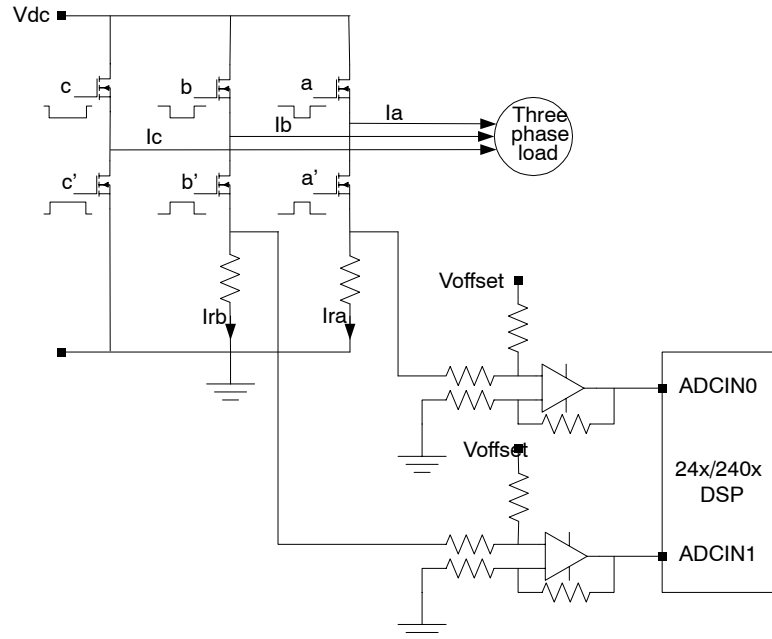 Vdc
c
b
a
Ia
Ib
Ic
Three
phase
load
c'
b'
a'
Voffset
Irb
Ira
ADCIN0
Voffset
24x/240x
DSP
ADCIN1